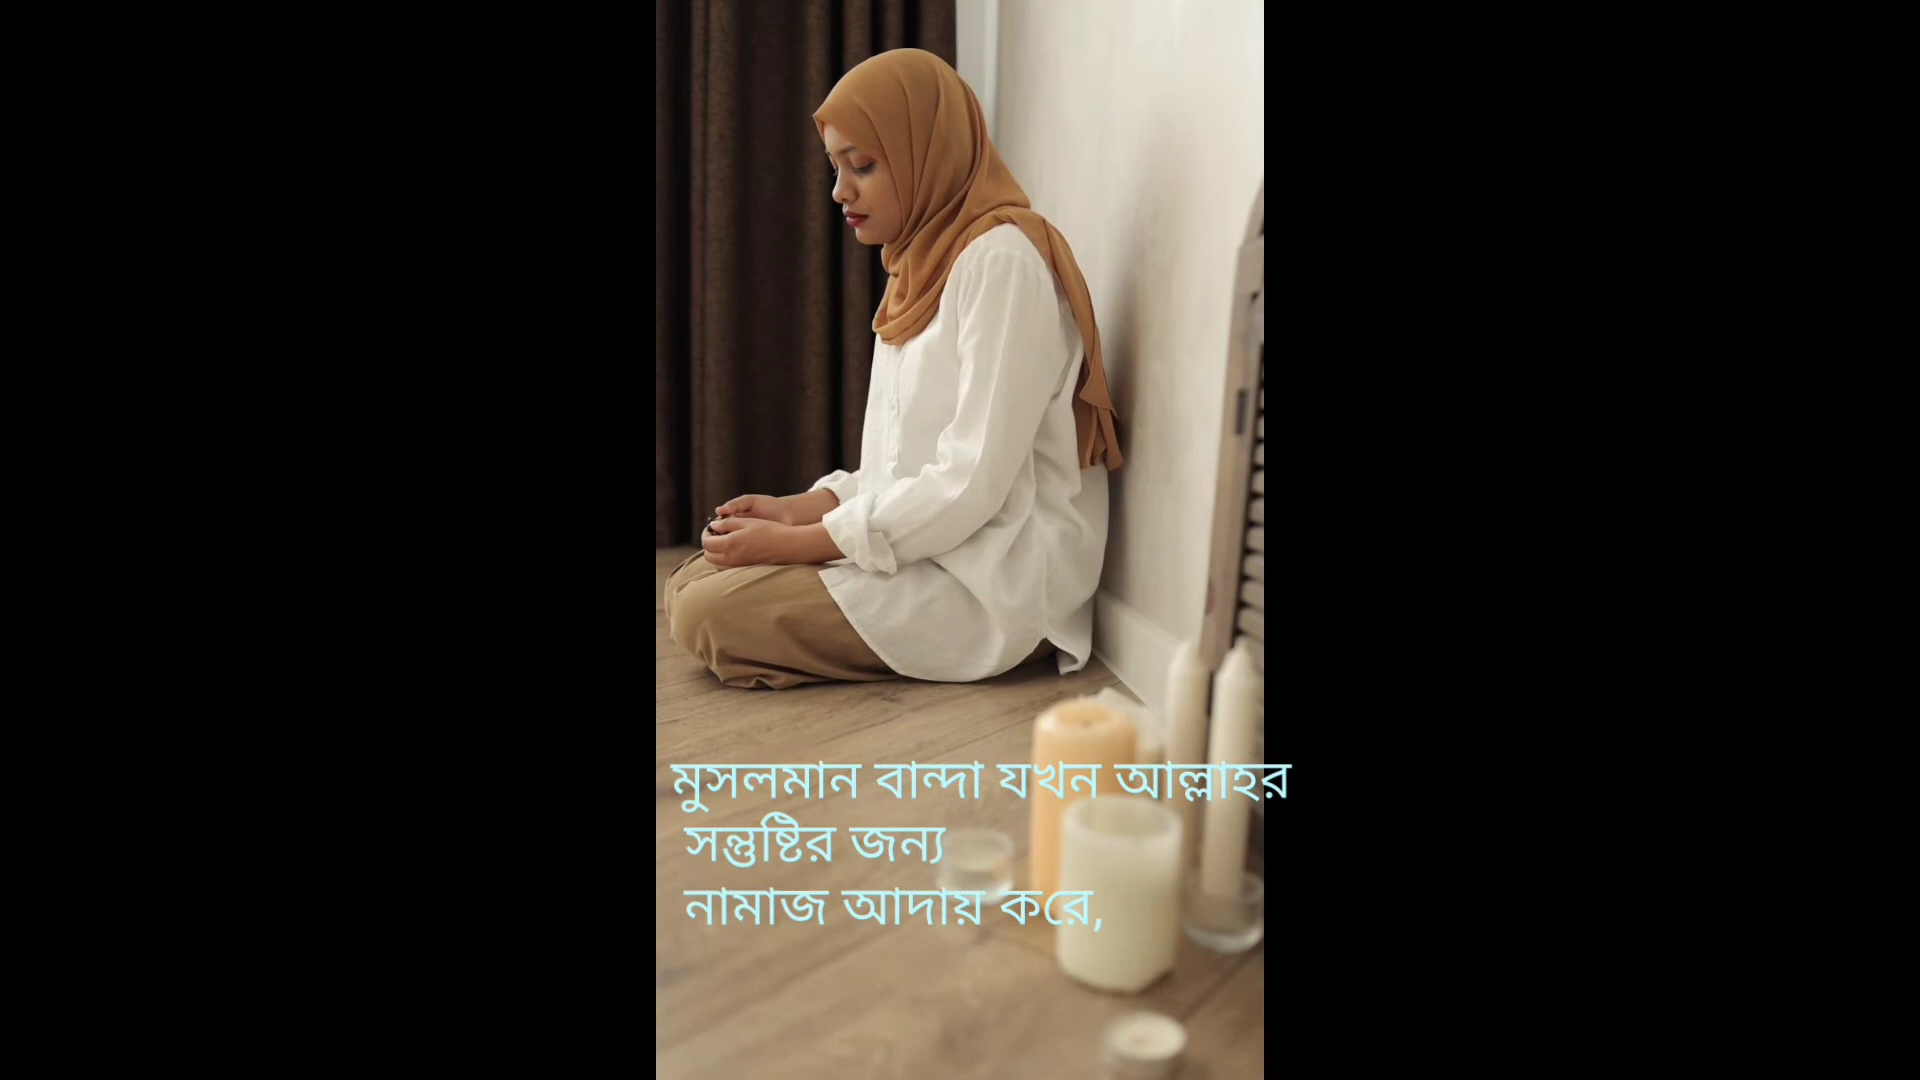 মুসলমান বান্দা যখন আল্লাহর
সন্তুষ্টির জন্য
নামাজ আদায় করে,